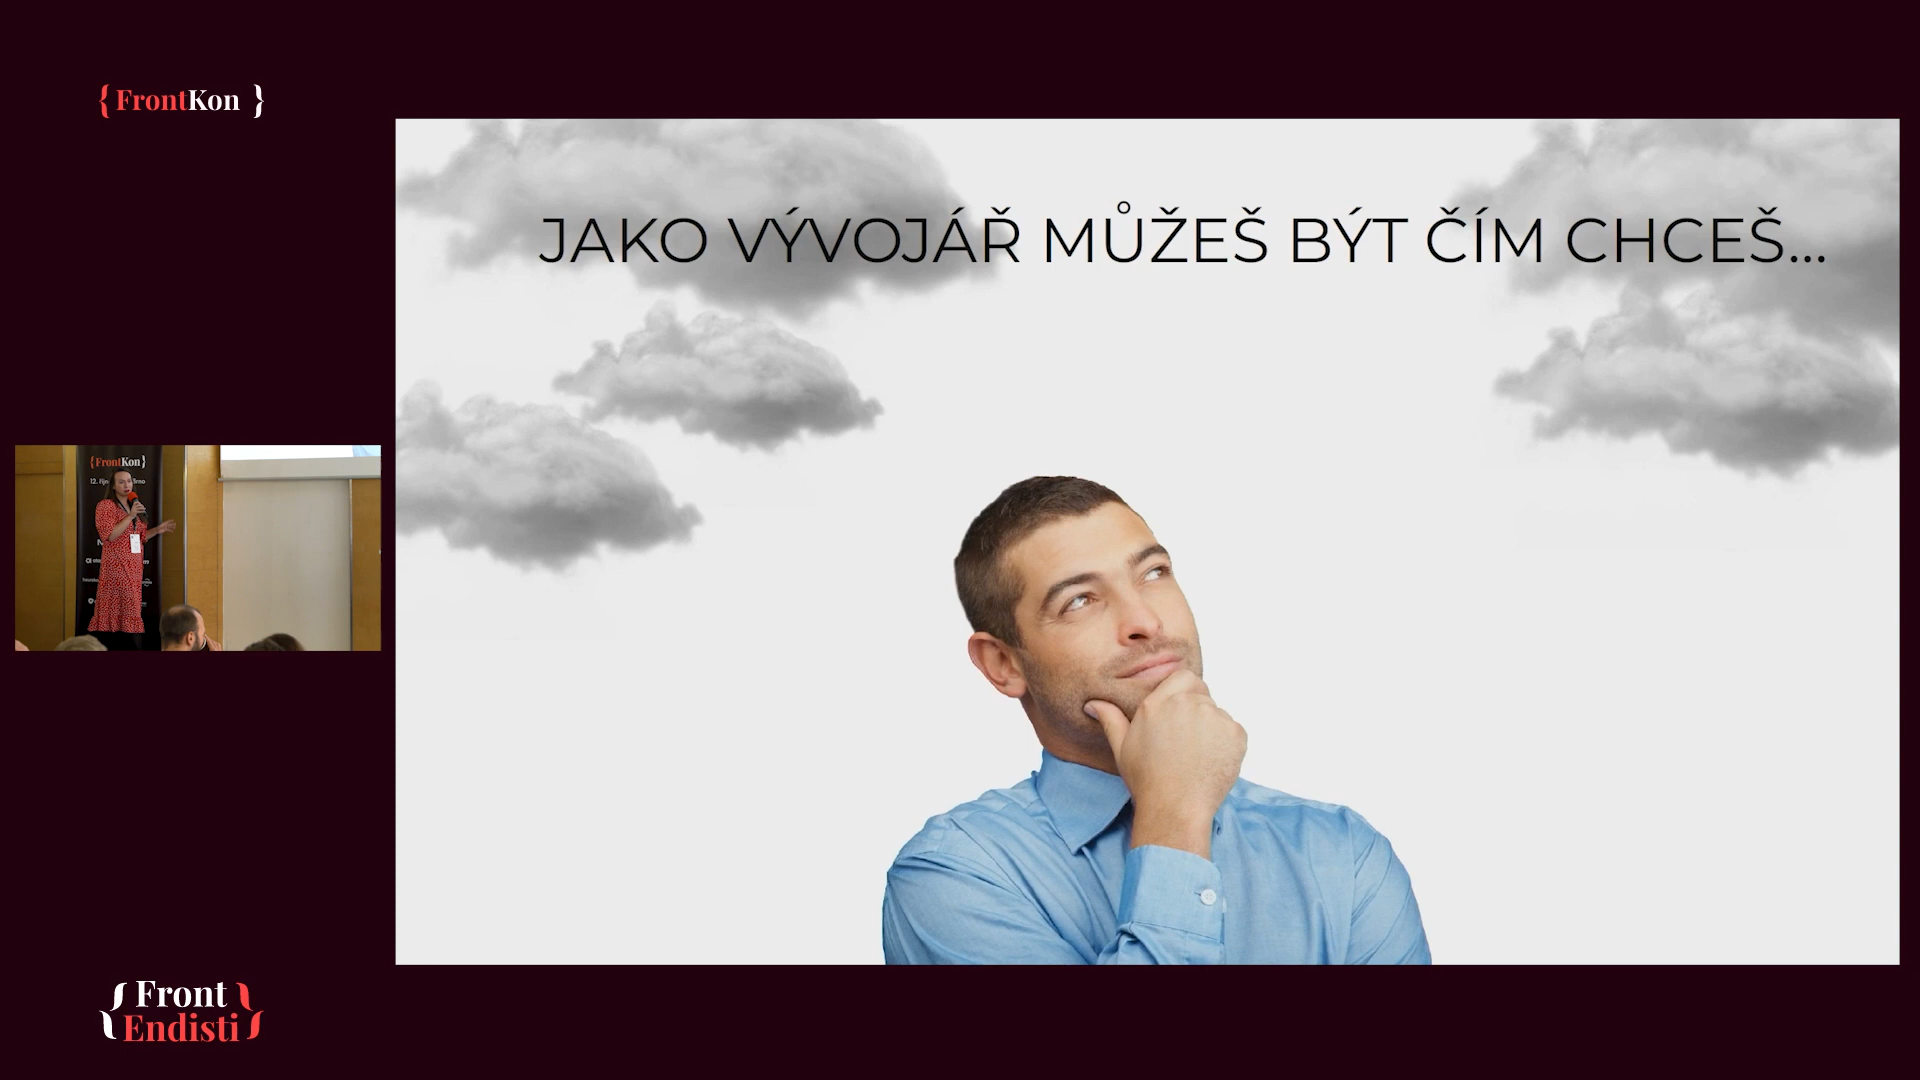 { FrontKon }
JAKO VÝVOJÁŘ MŮŽEŠ BÝT ČÍM CHCEŠ...
{FrontKon}
{ Front
Endisti }